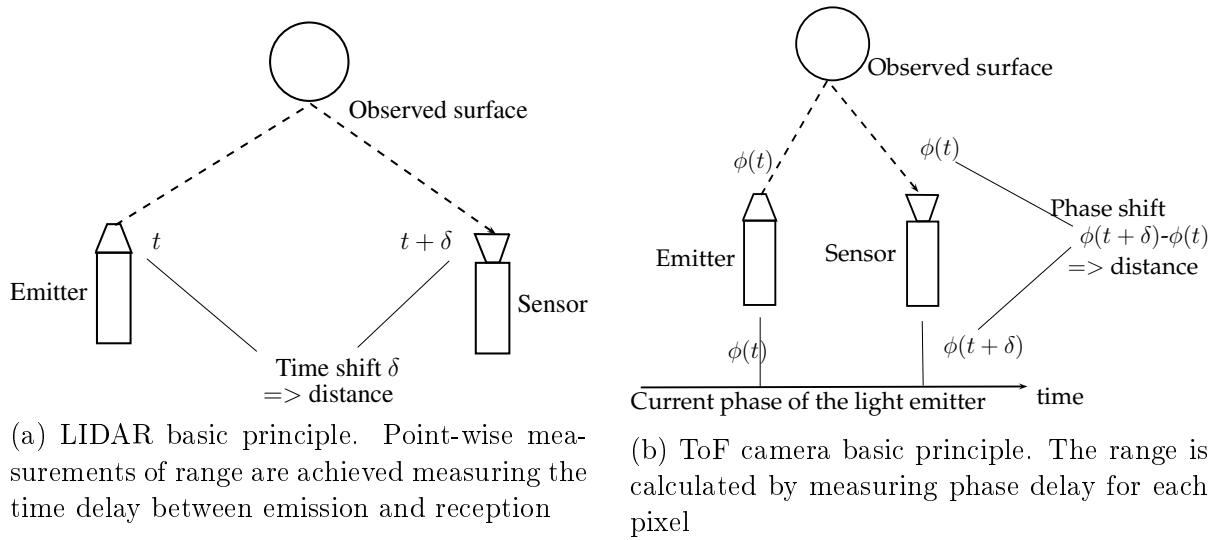 Observed surface
t
t + δ
Emitter
Sensor
Time shift δ
=> distance
(a) LIDAR basic principle. Point-wise mea-
surements of range are achieved measuring the
time delay between emission and reception
Observed surface
ϕ(t)
ϕ(t)
Phase shift
ϕ(t + δ)-ϕ(t)
=> distance
Emitter
Sensor
ϕ(t)
ϕ(t + δ)
time
Current phase of the light emitter
(b) ToF camera basic principle. The range is
calculated by measuring phase delay for each
pixel